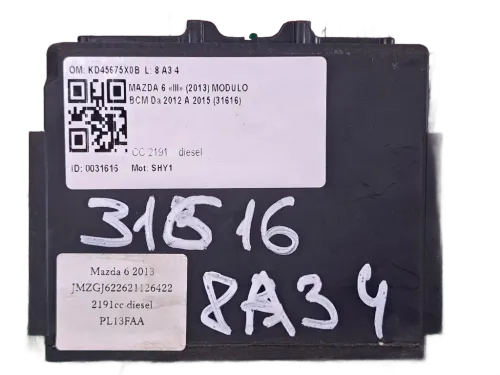 OM: KD45675X0B L: 8 A3 4
MAZDA 6 «III» (2013) MODULO
BCM Da 2012 A 2015 (31616)
CC 2191 diesel
ID: 0031616 Mot: SHY1
31616
8A34
Mazda 6 2013
JMZGJ622621126422
2191cc diesel
PL13FAA